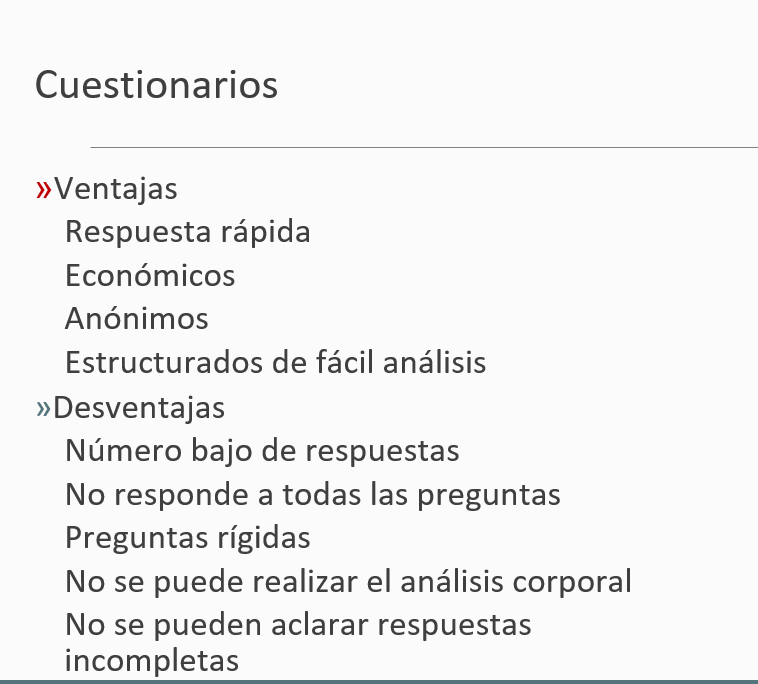 Cuestionarios
»Ventajas
Respuesta rápida
Económicos
Anónimos
Estructurados de fácil análisis
»Desventajas
Número bajo de respuestas
No responde a todas las preguntas
Preguntas rígidas
No se puede realizar el análisis corporal
No se pueden aclarar respuestas
incompletas